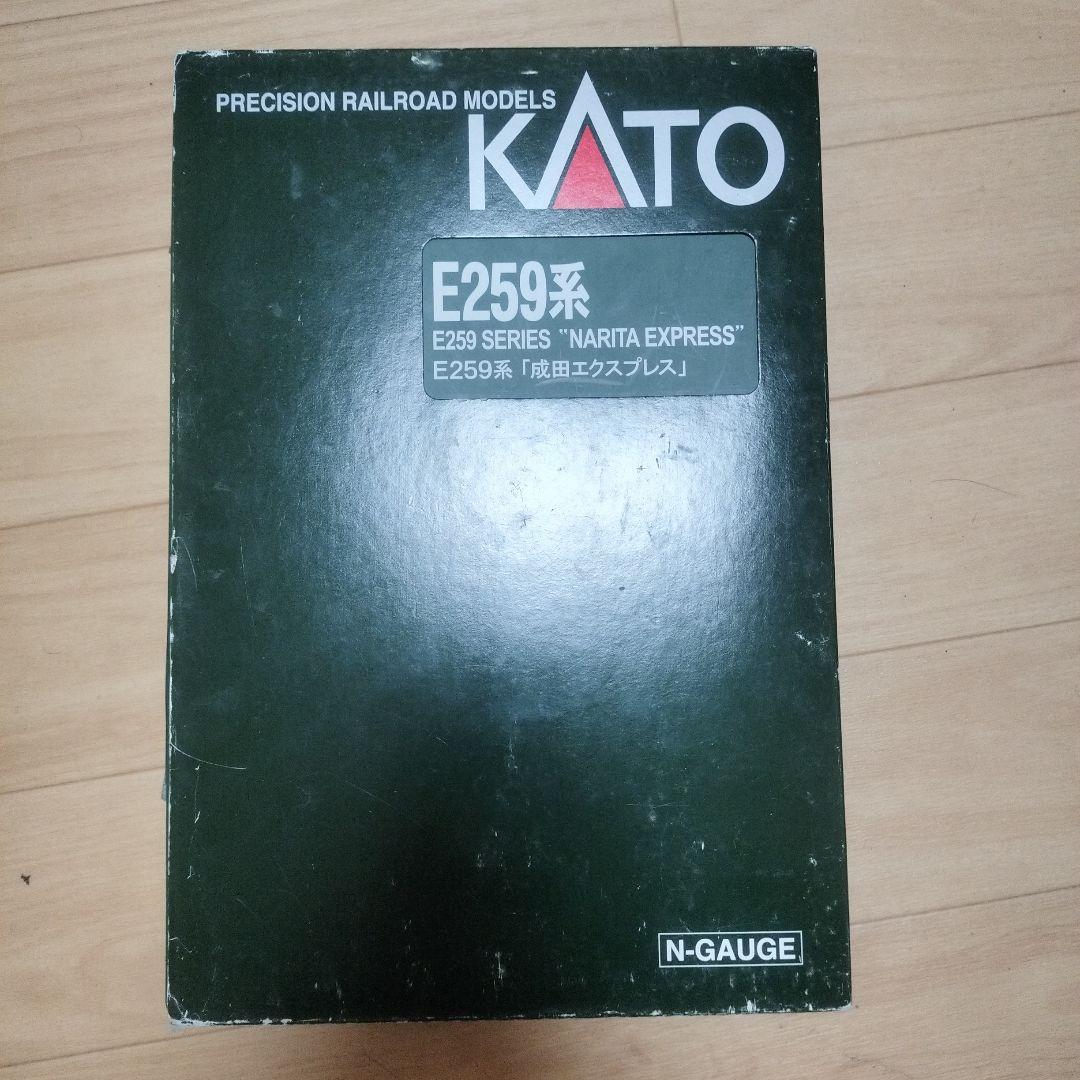 PRECISION RAILROAD MODELS
KATO
E259系
E259 SERIES "NARITA EXPRESS"
E259系「成田エクスプレス」
N-GAUGE